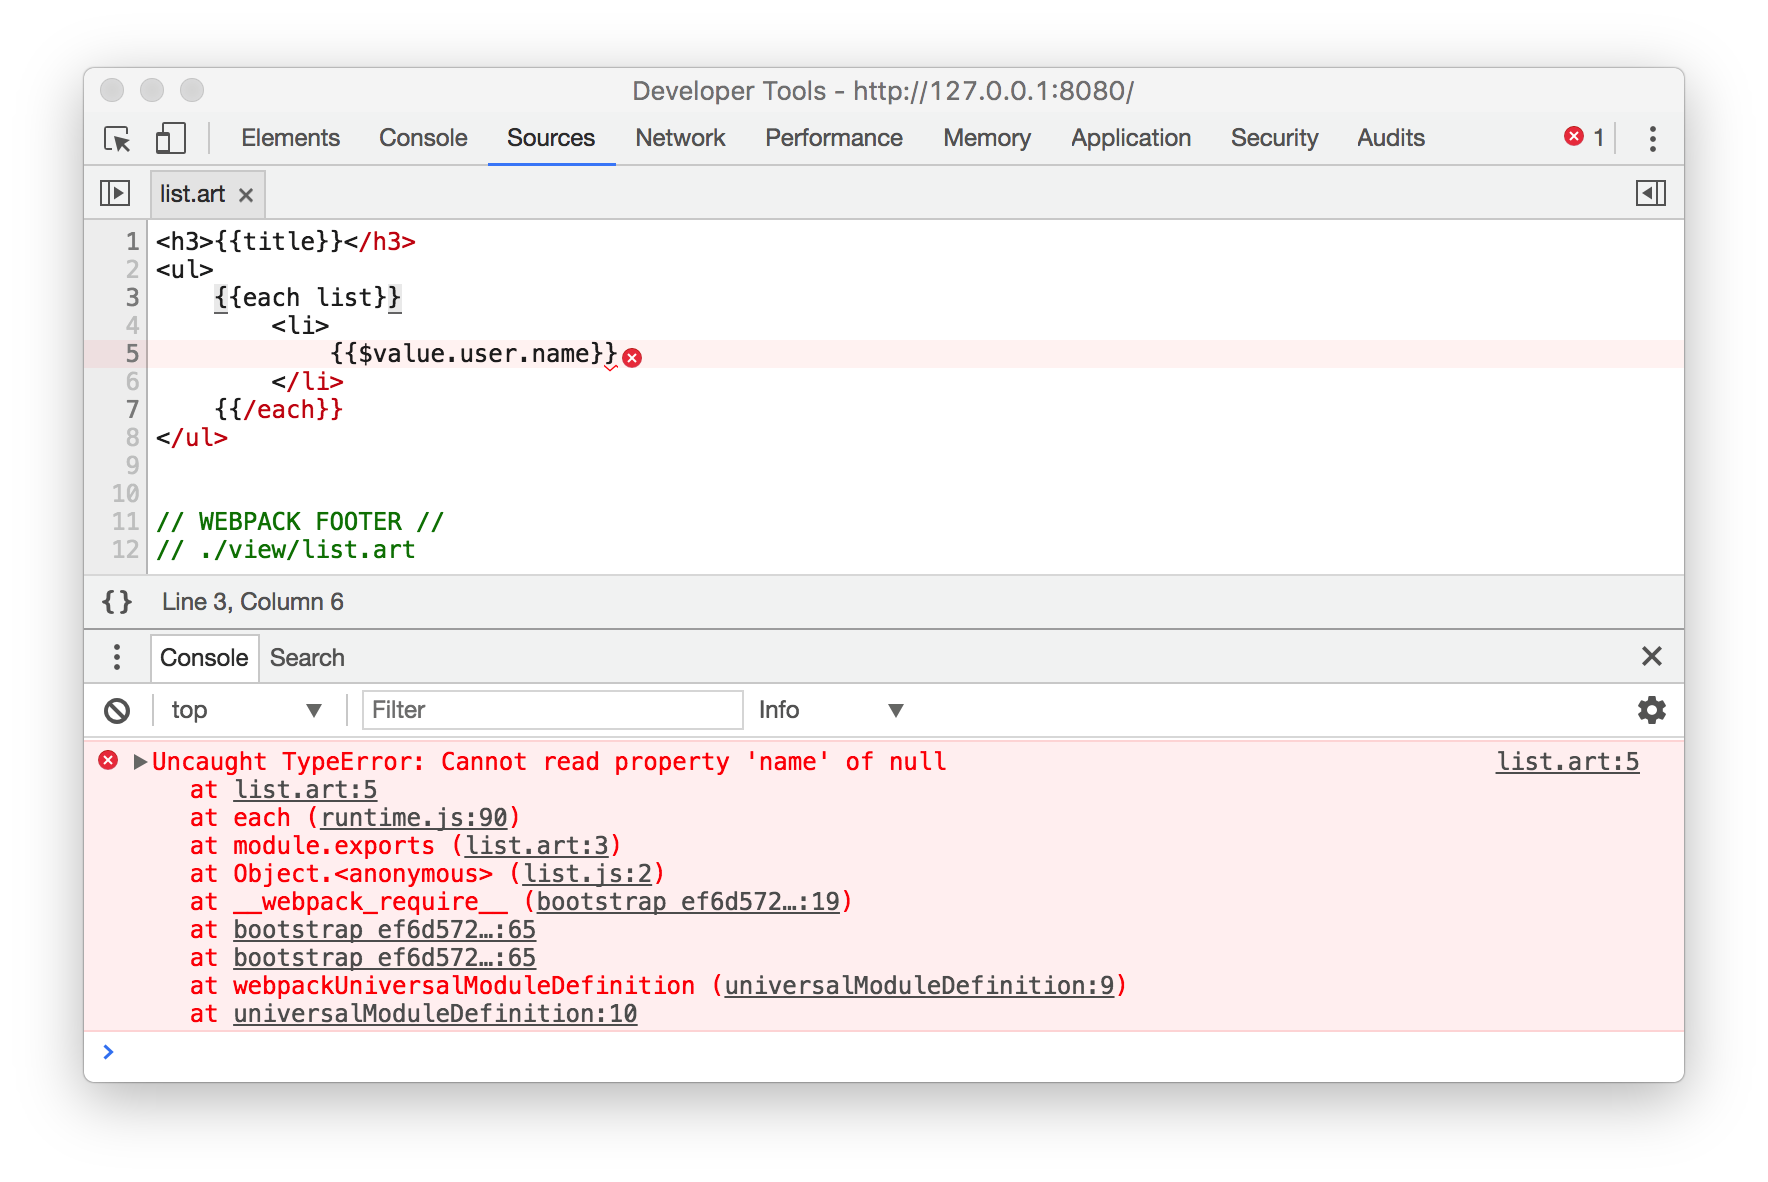 Developer Tools - http://127.0.0.1:8080/
Elements Console Sources Network Performance Memory Application Security Audits 1
list.art
1 <h3>{{title}}</h3>
2 <ul>
3 {{each list}}
4 <li>
5 {{$value.user.name}}
6 </li>
7 {{/each}}
8 </ul>
9
10
11 // WEBPACK FOOTER //
12 // ./view/list.art
{} Line 3, Column 6
Console Search
top Filter Info
Uncaught TypeError: Cannot read property 'name' of null list.art:5
at list.art:5
at each (runtime.js:90)
at module.exports (list.art:3)
at Object.<anonymous> (list.js:2)
at __webpack_require__ (bootstrap ef6d572…:19)
at bootstrap ef6d572…:65
at bootstrap ef6d572…:65
at webpackUniversalModuleDefinition (universalModuleDefinition:9)
at universalModuleDefinition:10